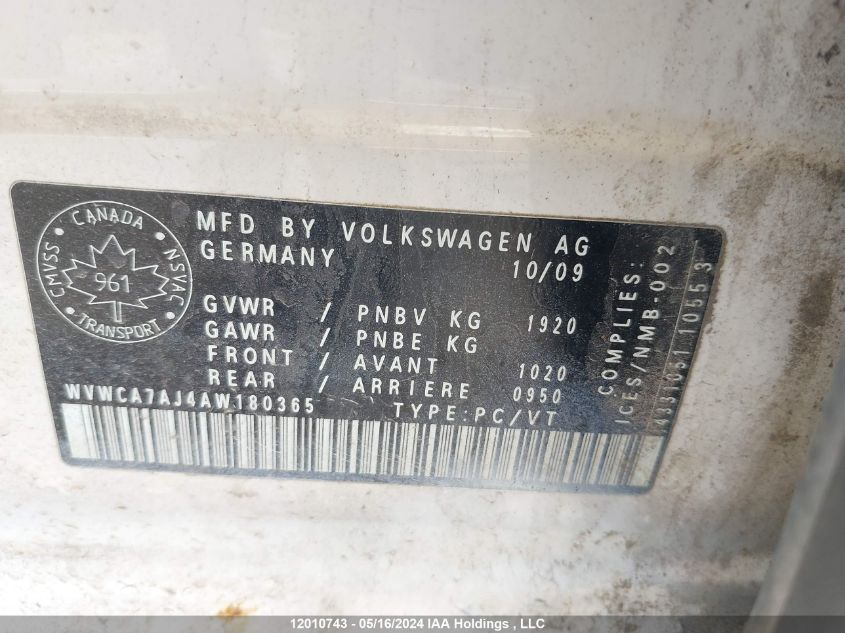 CANADA
CMVSS
NSVAC
961
TRANSPORT
MFD BY VOLKSWAGEN AG
GERMANY 10/09
GVWR / PNBV KG 1920
GAWR / PNBE KG
FRONT / AVANT 1020
REAR / ARRIERE 0950
WVWCA7AJ4AW180365 TYPE:PC/VT
COMPLIES:
ICES/NMB-002
10553
12010743 - 05/16/2024 IAA Holdings , LLC